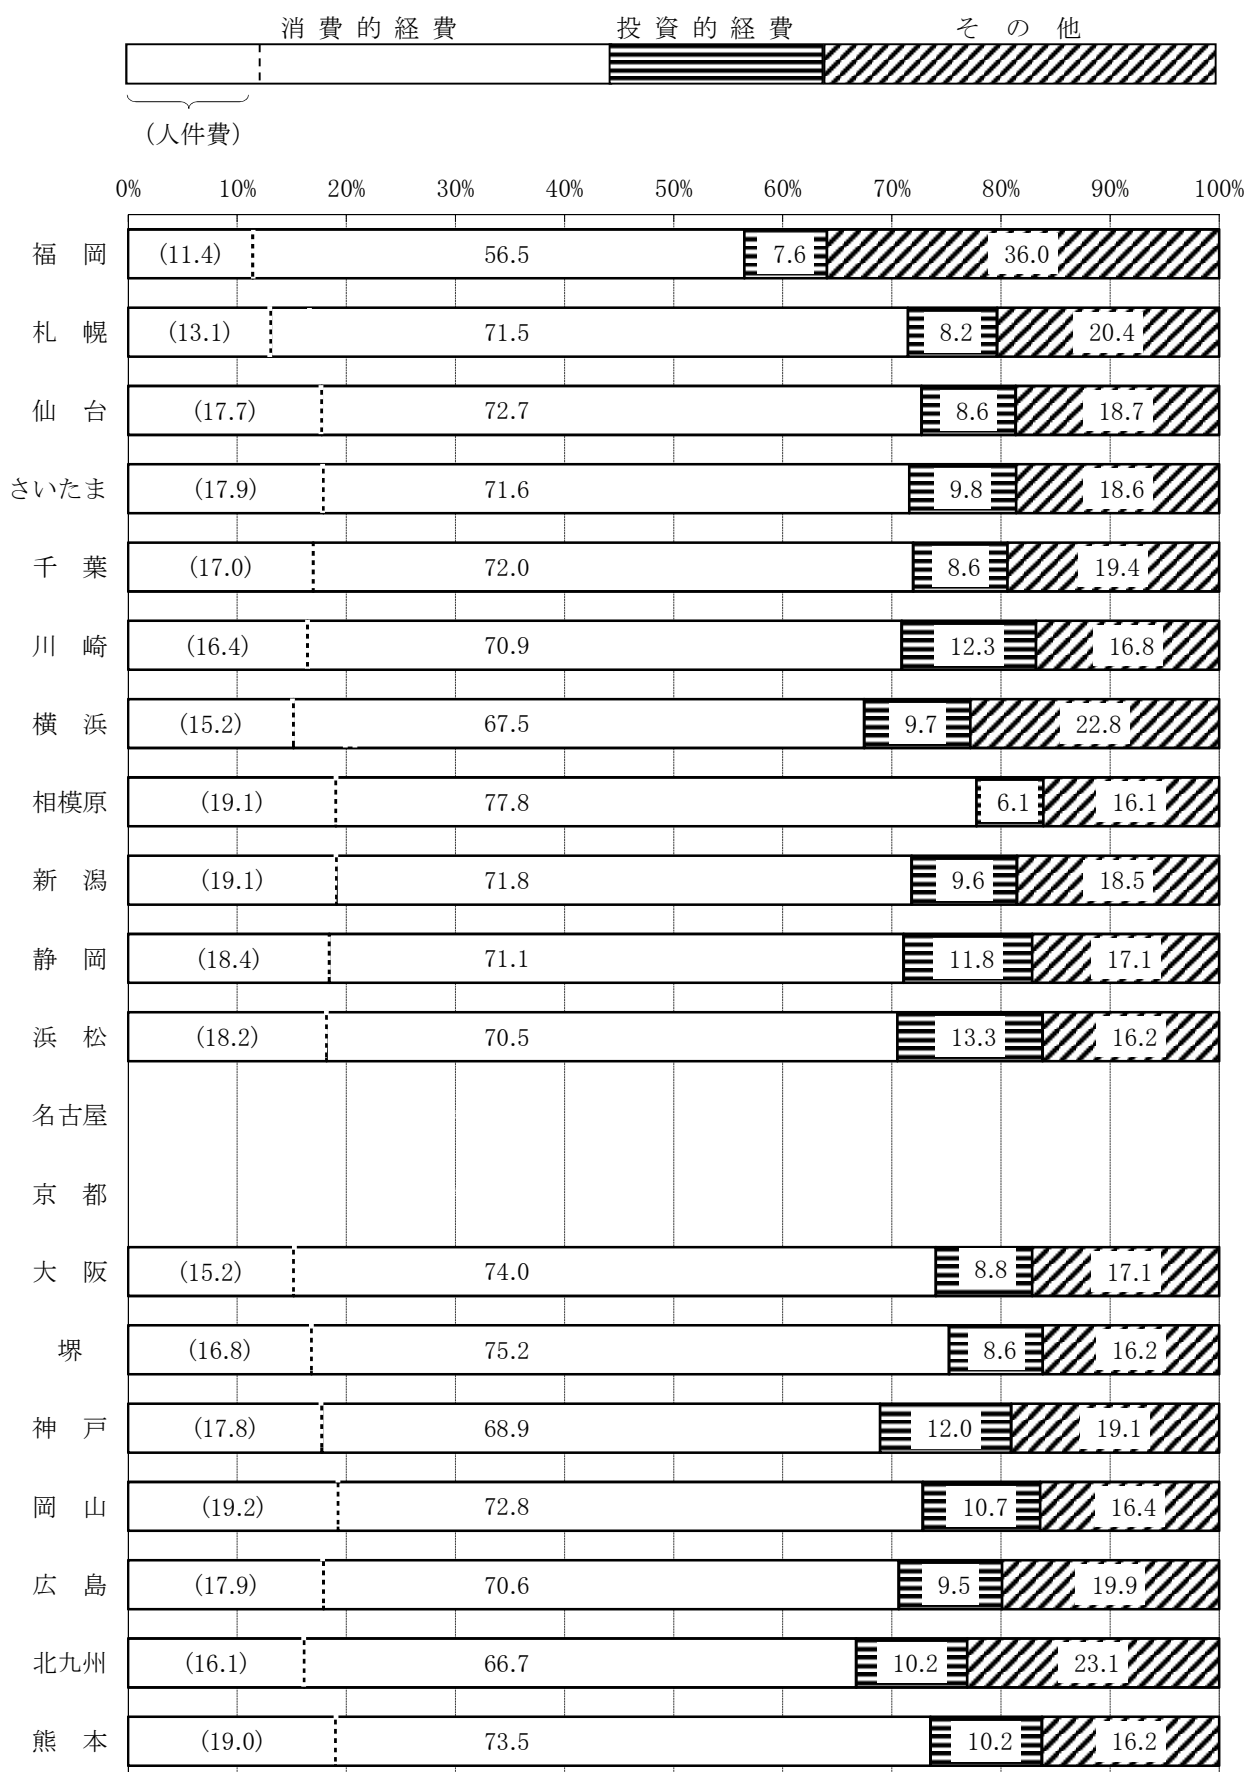 消費的経費 投資的経費 その他
(人件費)
0% 10% 20% 30% 40% 50% 60% 70% 80% 90% 100%
福岡 (11.4) 56.5 7.6 36.0
札幌 (13.1) 71.5 8.2 20.4
仙台 (17.7) 72.7 8.6 18.7
さいたま (17.9) 71.6 9.8 18.6
千葉 (17.0) 72.0 8.6 19.4
川崎 (16.4) 70.9 12.3 16.8
横浜 (15.2) 67.5 9.7 22.8
相模原 (19.1) 77.8 6.1 16.1
新潟 (19.1) 71.8 9.6 18.5
静岡 (18.4) 71.1 11.8 17.1
浜松 (18.2) 70.5 13.3 16.2
名古屋
京都
大阪 (15.2) 74.0 8.8 17.1
堺 (16.8) 75.2 8.6 16.2
神戸 (17.8) 68.9 12.0 19.1
岡山 (19.2) 72.8 10.7 16.4
広島 (17.9) 70.6 9.5 19.9
北九州 (16.1) 66.7 10.2 23.1
熊本 (19.0) 73.5 10.2 16.2